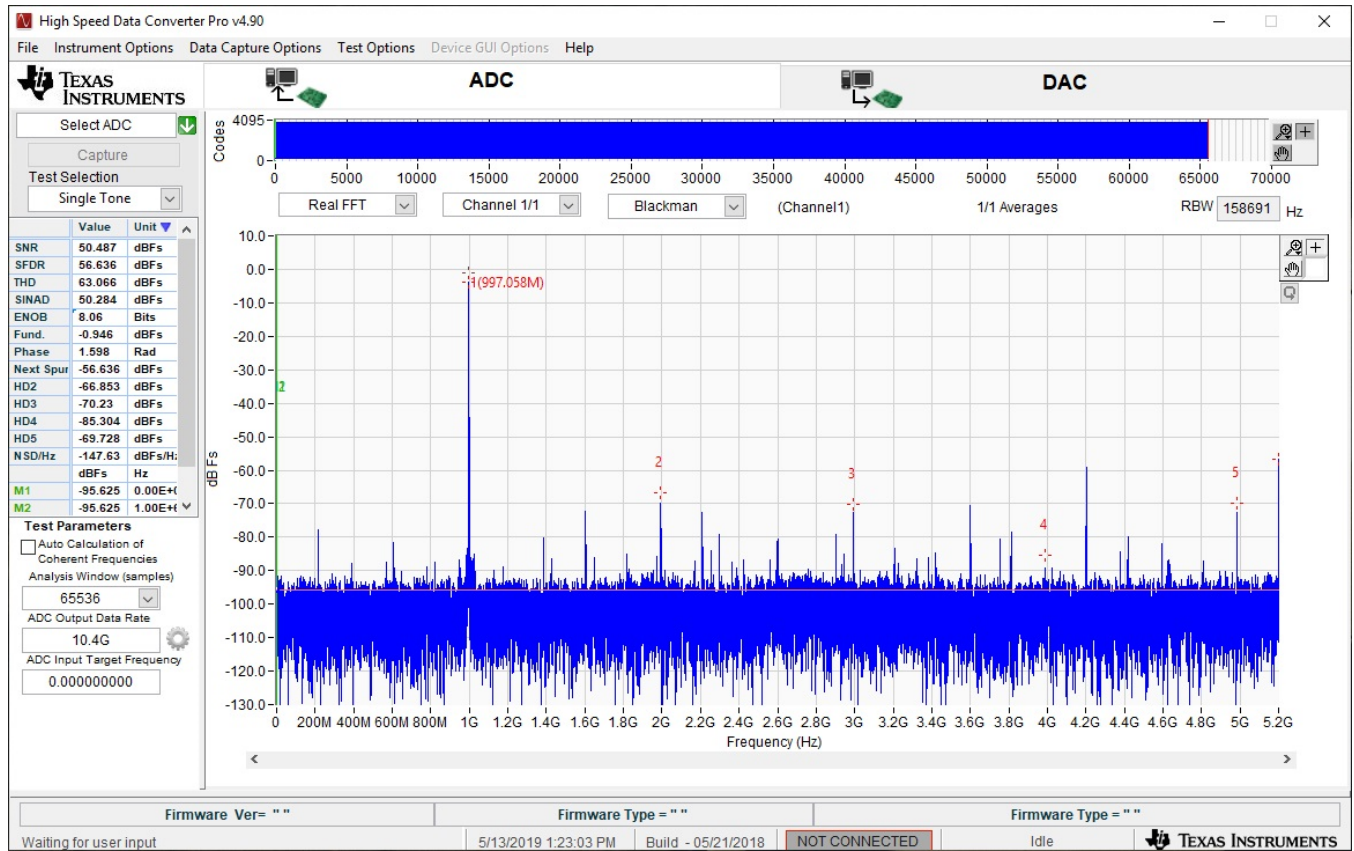 High Speed Data Converter Pro v4.90
File Instrument Options Data Capture Options Test Options Device GUI Options Help
TEXAS INSTRUMENTS
ADC
DAC
Select ADC
Capture
Test Selection
Single Tone
Value Unit
SNR 50.487 dBFs
SFDR 56.636 dBFs
THD 63.066 dBFs
SINAD 50.284 dBFs
ENOB 8.06 Bits
Fund. -0.946 dBFs
Phase 1.598 Rad
Next Spur -56.636 dBFs
HD2 -66.853 dBFs
HD3 -70.23 dBFs
HD4 -85.304 dBFs
HD5 -69.728 dBFs
NSD/Hz -147.63 dBFs/Hz
dBFs Hz
M1 -95.625 0.00E+(
M2 -95.625 1.00E+(
Test Parameters
Auto Calculation of
Coherent Frequencies
Analysis Window (samples)
65536
ADC Output Data Rate
10.4G
ADC Input Target Frequency
0.000000000
Codes
4095
0
0 5000 10000 15000 20000 25000 30000 35000 40000 45000 50000 55000 60000 65000 70000
Real FFT Channel 1/1 Blackman (Channel1) 1/1 Averages RBW 158691 Hz
dBFs
10.0
0.0
-10.0
-20.0
-30.0
-40.0
-50.0
-60.0
-70.0
-80.0
-90.0
-100.0
-110.0
-120.0
-130.0
1(997.058M)
2
3
4
5
0 200M 400M 600M 800M 1G 1.2G 1.4G 1.6G 1.8G 2G 2.2G 2.4G 2.6G 2.8G 3G 3.2G 3.4G 3.6G 3.8G 4G 4.2G 4.4G 4.6G 4.8G 5G 5.2G
Frequency (Hz)
Firmware Ver= " " Firmware Type = " " Firmware Type = " "
Waiting for user input 5/13/2019 1:23:03 PM Build - 05/21/2018 NOT CONNECTED Idle TEXAS INSTRUMENTS